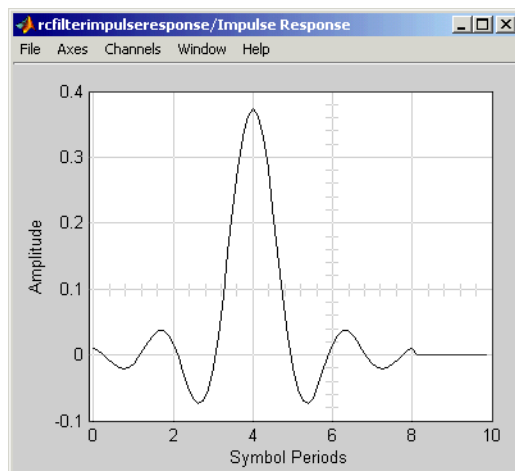 rcfilterimpulseresponse/Impulse Response
File Axes Channels Window Help
0.4
0.3
0.2
0.1
0
-0.1
Amplitude
0 2 4 6 8 10
Symbol Periods